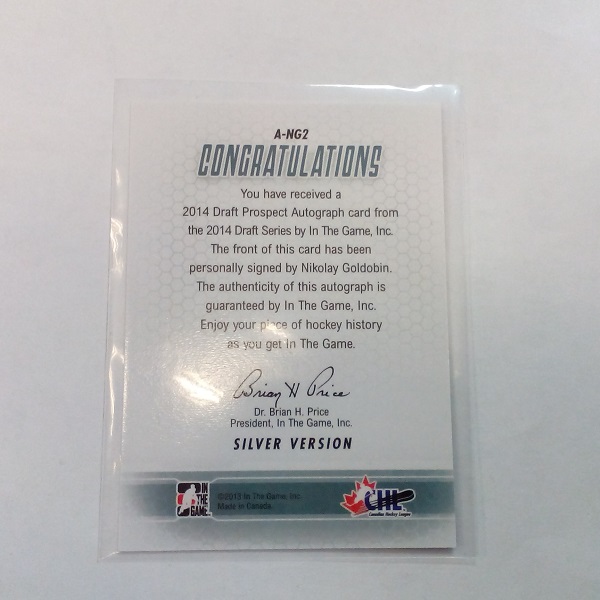 A-NG2
CONGRATULATIONS
You have received a
2014 Draft Prospect Autograph card from
the 2014 Draft Series by In The Game, Inc.
The front of this card has been
personally signed by Nikolay Goldobin.
The authenticity of this autograph is
guaranteed by In The Game, Inc.
Enjoy your piece of hockey history
as you get In The Game.
Brian H Price
Dr. Brian H. Price
President, In The Game, Inc.
SILVER VERSION
IN
THE
GAME
©2013 In The Game, Inc.
Made in Canada.
CHL
Canadian Hockey League